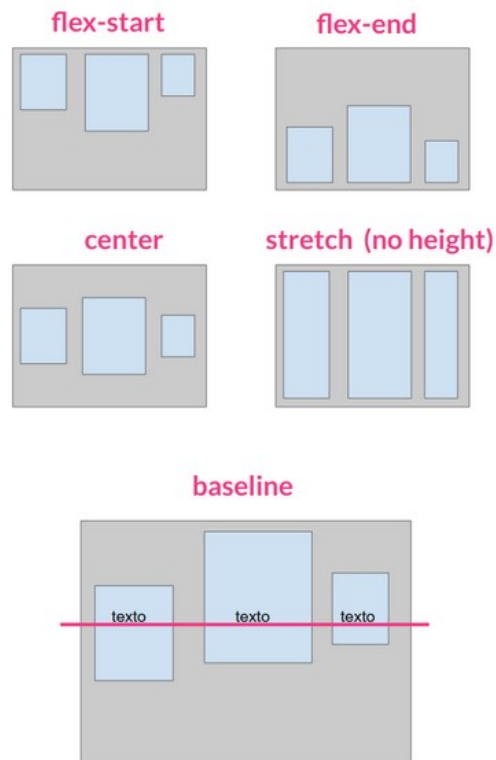 flex-start
flex-end
center
stretch (no height)
baseline
texto
texto
texto